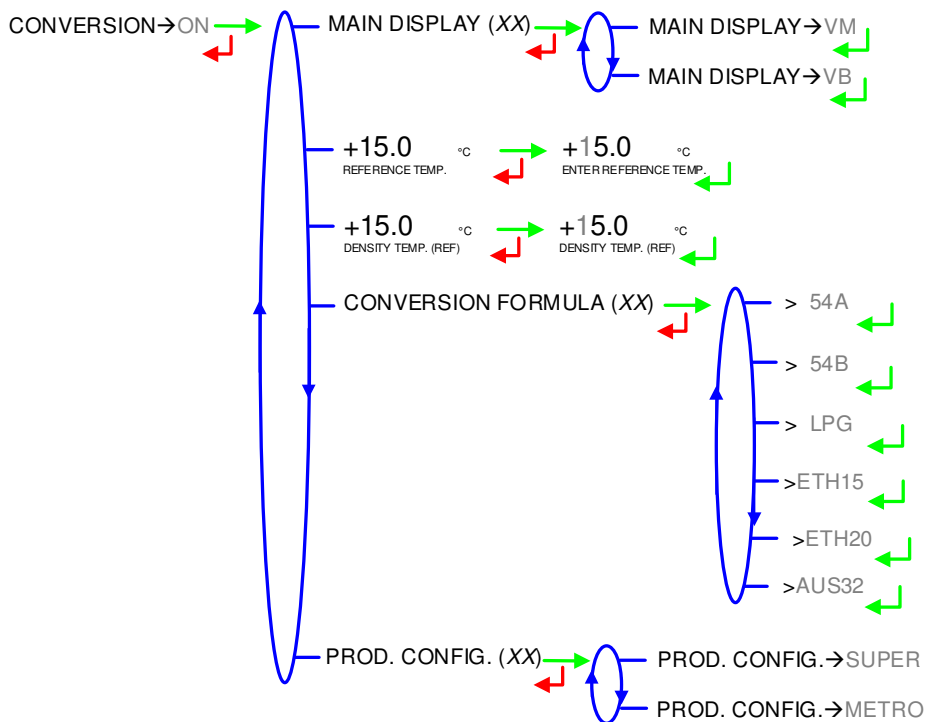 CONVERSION→ON
MAIN DISPLAY (XX)
MAIN DISPLAY→VM
MAIN DISPLAY→VB
+15.0 °C
REFERENCE TEMP.
+15.0 °C
ENTER REFERENCE TEMP.
+15.0 °C
DENSITY TEMP. (REF)
+15.0 °C
DENSITY TEMP. (REF)
CONVERSION FORMULA (XX)
> 54A
> 54B
> LPG
>ETH15
>ETH20
>AUS32
PROD. CONFIG. (XX)
PROD. CONFIG.→SUPER
PROD. CONFIG.→METRO